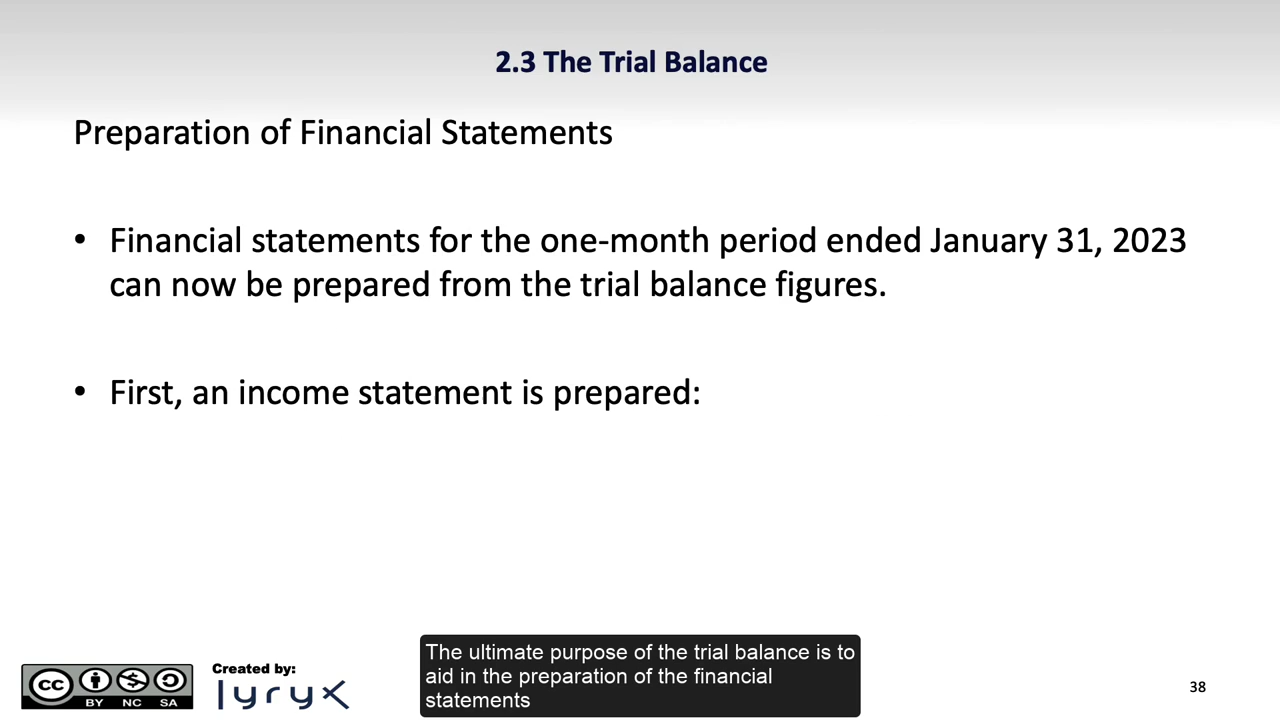 2.3 The Trial Balance
Preparation of Financial Statements
• Financial statements for the one-month period ended January 31, 2023
can now be prepared from the trial balance figures.
• First, an income statement is prepared:
The ultimate purpose of the trial balance is to
aid in the preparation of the financial
statements
cc
BY NC SA
Created by:
lyryx
38